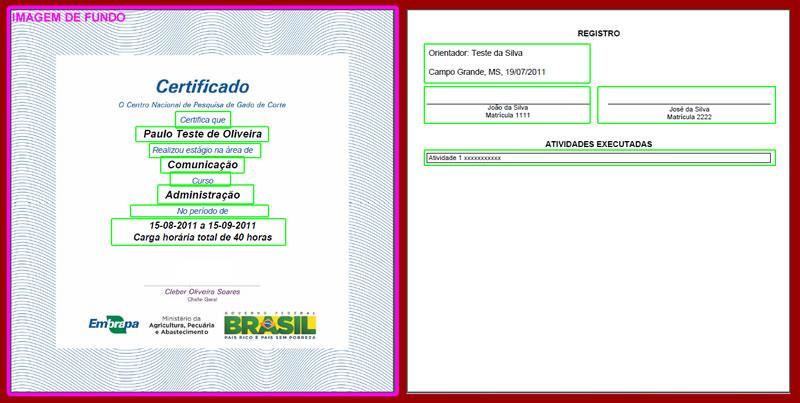 IMAGEM DE FUNDO
Certificado
O Centro Nacional de Pesquisa de Gado de Corte
Certifica que
Paulo Teste de Oliveira
Realizou estágio na área de
Comunicação
Curso
Administração
No período de
15-08-2011 a 15-09-2011
Carga horária total de 40 horas
Cleber Oliveira Soares
Chefe Geral
Embrapa
Ministério da
Agricultura, Pecuária
e Abastecimento
GOVERNO FEDERAL
BRASIL
PAÍS RICO É PAÍS SEM POBREZA
REGISTRO
Orientador: Teste da Silva
Campo Grande, MS, 19/07/2011
João da Silva
Matrícula 1111
José da Silva
Matrícula 2222
ATIVIDADES EXECUTADAS
Atividade 1 xxxxxxxxxxx